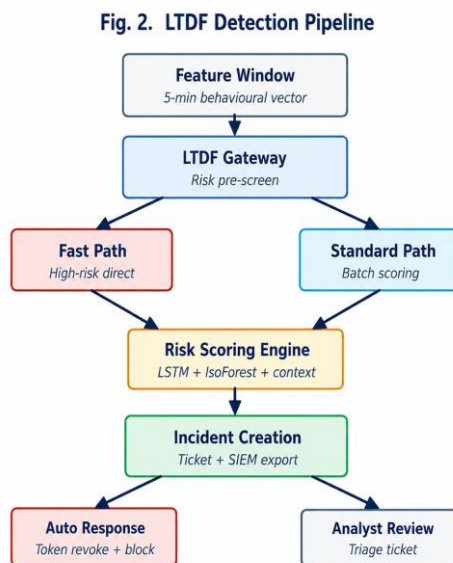 Fig. 2. LTDF Detection Pipeline
Feature Window
5-min behavioural vector
LTDF Gateway
Risk pre-screen
Fast Path
High-risk direct
Standard Path
Batch scoring
Risk Scoring Engine
LSTM + IsoForest + context
Incident Creation
Ticket + SIEM export
Auto Response
Token revoke + block
Analyst Review
Triage ticket